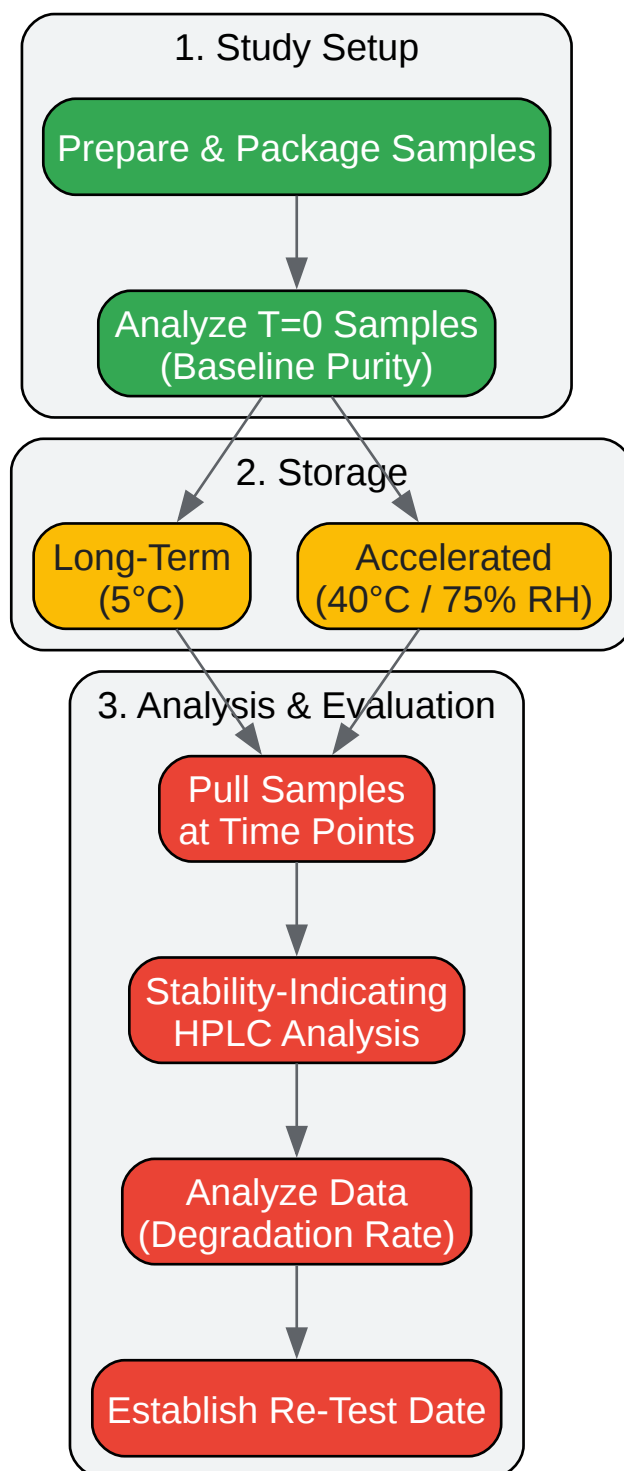 1. Study Setup
Prepare & Package Samples
Analyze T=0 Samples
(Baseline Purity)
2. Storage
Long-Term
(5°C)
Accelerated
(40°C / 75% RH)
3. Analysis & Evaluation
Pull Samples
at Time Points
Stability-Indicating
HPLC Analysis
Analyze Data
(Degradation Rate)
Establish Re-Test Date